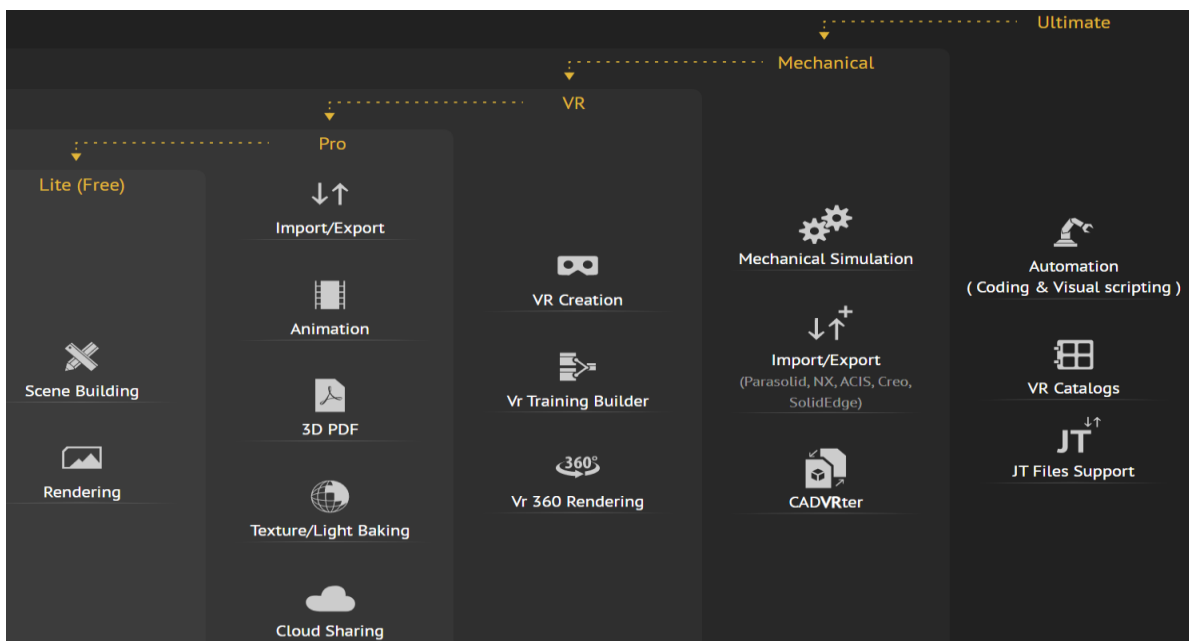 Ultimate
Mechanical
VR
Pro
Lite (Free)
Scene Building
Rendering
Import/Export
Animation
3D PDF
Texture/Light Baking
Cloud Sharing
VR Creation
Vr Training Builder
360°
Vr 360 Rendering
Mechanical Simulation
Import/Export
(Parasolid, NX, ACIS, Creo,
SolidEdge)
CADVRter
Automation
( Coding & Visual scripting )
VR Catalogs
JT
JT Files Support